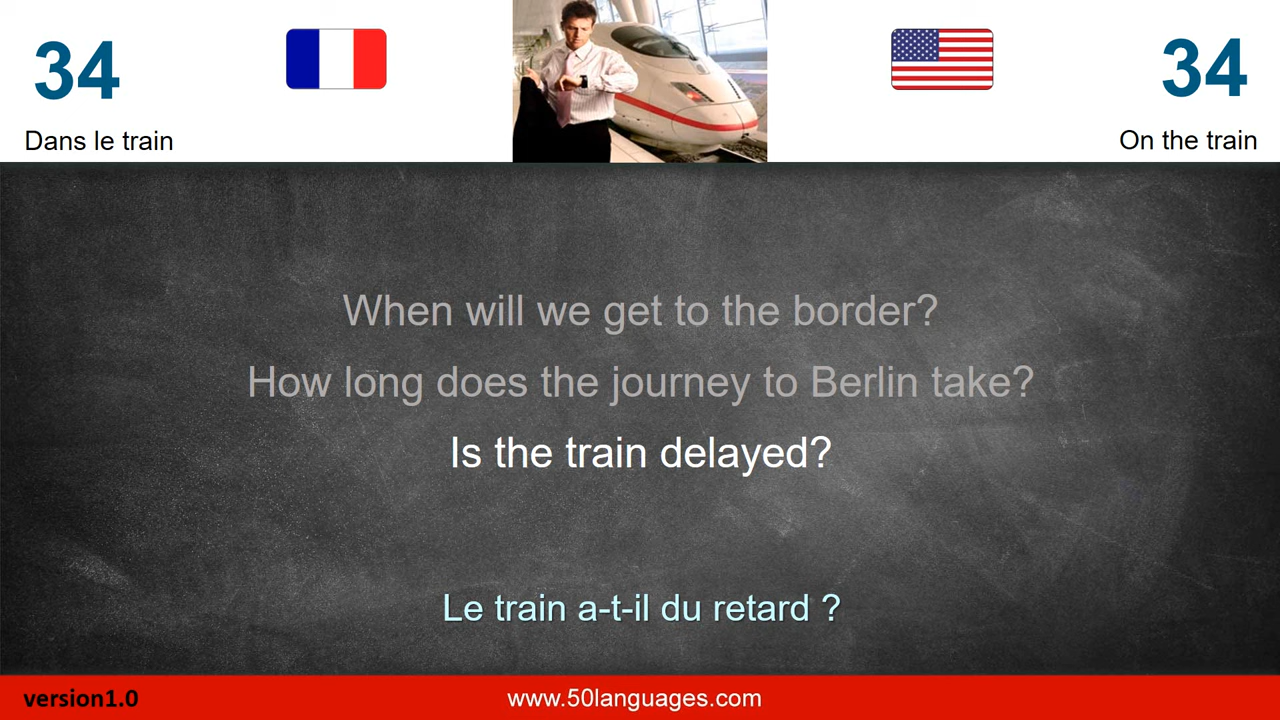 34
34
Dans le train
On the train
When will we get to the border?
How long does the journey to Berlin take?
Is the train delayed?
Le train a-t-il du retard ?
version1.0
www.50languages.com